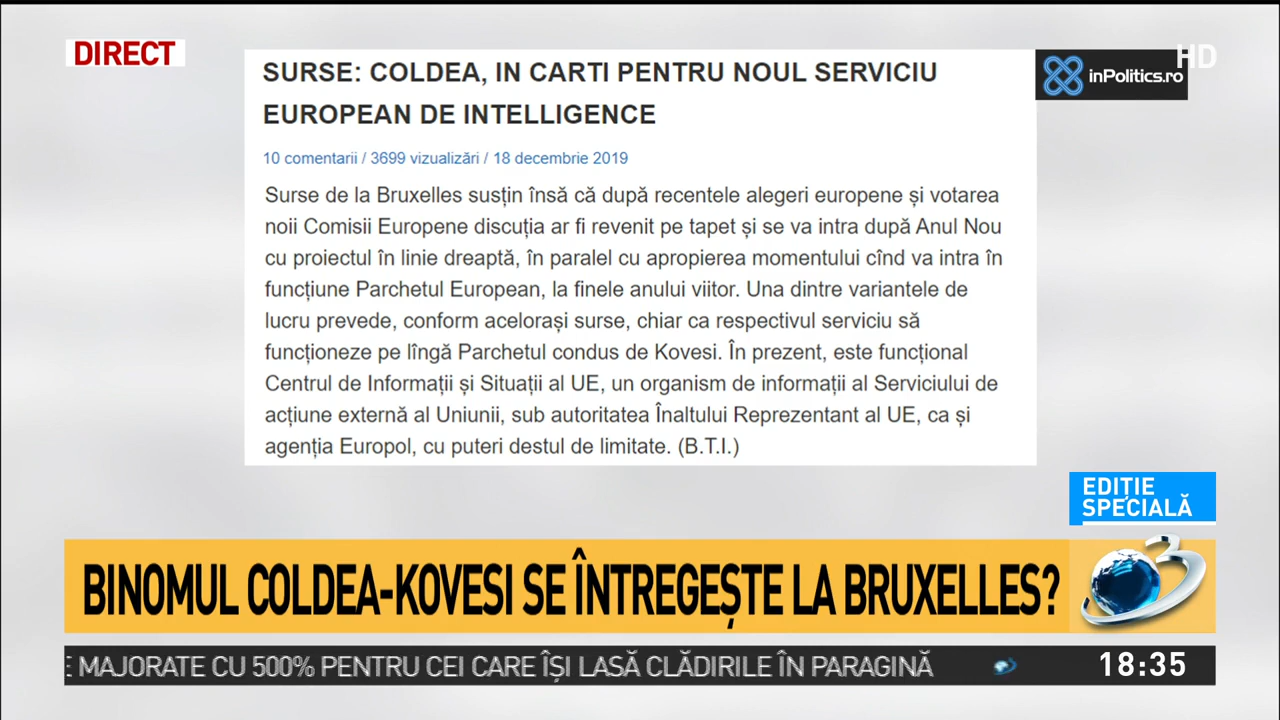 DIRECT
HD
inPolitics.ro
SURSE: COLDEA, IN CARTI PENTRU NOUL SERVICIU
EUROPEAN DE INTELLIGENCE
10 comentarii / 3699 vizualizări / 18 decembrie 2019
Surse de la Bruxelles susțin însă că după recentele alegeri europene și votarea
noii Comisii Europene discuția ar fi revenit pe tapet și se va intra după Anul Nou
cu proiectul în linie dreaptă, în paralel cu apropierea momentului cînd va intra în
funcțiune Parchetul European, la finele anului viitor. Una dintre variantele de
lucru prevede, conform acelorași surse, chiar ca respectivul serviciu să
funcționeze pe lîngă Parchetul condus de Kovesi. În prezent, este funcțional
Centrul de Informații și Situații al UE, un organism de informații al Serviciului de
acțiune externă al Uniunii, sub autoritatea Înaltului Reprezentant al UE, ca și
agenția Europol, cu puteri destul de limitate. (B.T.I.)
EDIȚIE
SPECIALĂ
BINOMUL COLDEA-KOVESI SE ÎNTREGEȘTE LA BRUXELLES?
3
E MAJORATE CU 500% PENTRU CEI CARE ÎȘI LASĂ CLĂDIRILE ÎN PARAGINĂ
18:35